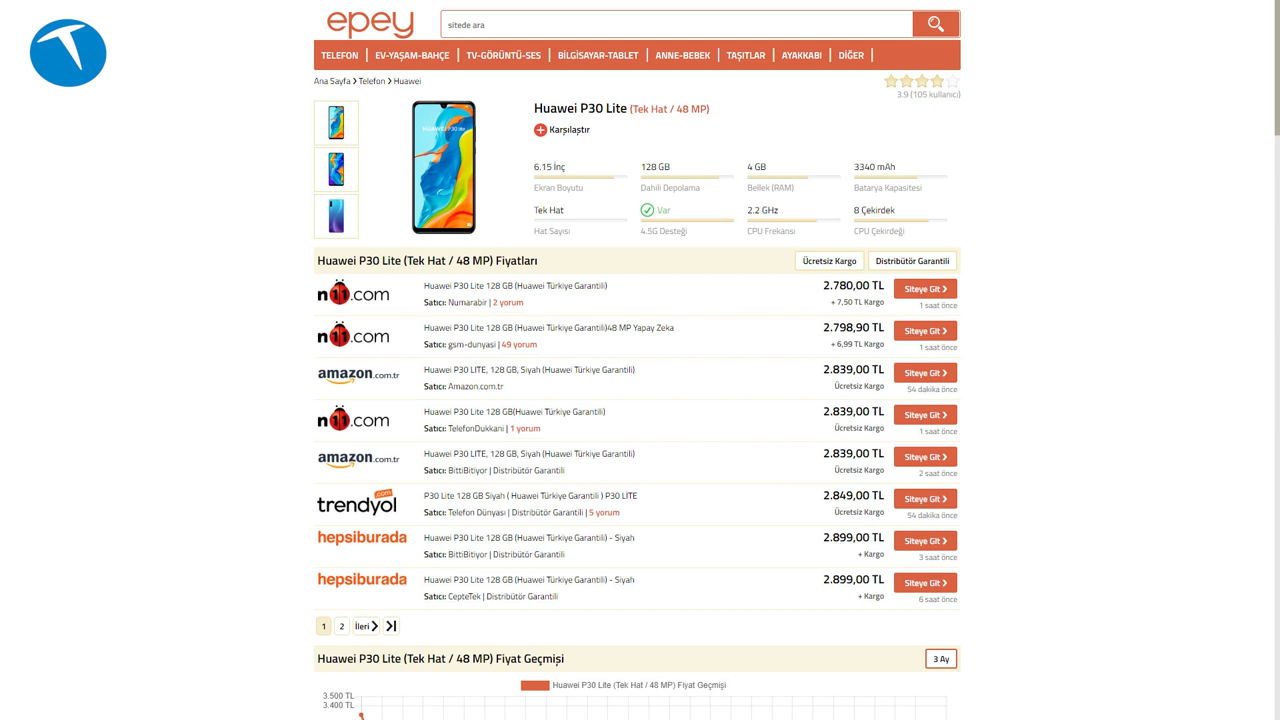 epey
sitede ara
TELEFON
EV-YAŞAM-BAHÇE
TV-GÖRÜNTÜ-SES
BİLGİSAYAR-TABLET
ANNE-BEBEK
TAŞITLAR
AYAKKABI
DİĞER
Ana Sayfa > Telefon > Huawei
3.9 (105 kullanıcı)
HUAWEI P30 lite
Huawei P30 Lite (Tek Hat / 48 MP)
Karşılaştır
6.15 İnç
Ekran Boyutu
128 GB
Dahili Depolama
4 GB
Bellek (RAM)
3340 mAh
Batarya Kapasitesi
Tek Hat
Hat Sayısı
Var
4.5G Desteği
2.2 GHz
CPU Frekansı
8 Çekirdek
CPU Çekirdeği
Huawei P30 Lite (Tek Hat / 48 MP) Fiyatları
Ücretsiz Kargo
Distribütör Garantili
n11.com
Huawei P30 Lite 128 GB (Huawei Türkiye Garantili)
Satıcı: Numarabir | 2 yorum
2.780,00 TL
+ 7,50 TL Kargo
Siteye Git >
1 saat önce
n11.com
Huawei P30 Lite 128 GB (Huawei Türkiye Garantili)48 MP Yapay Zeka
Satıcı: gsm-dunyasi | 49 yorum
2.798,90 TL
+ 6,99 TL Kargo
Siteye Git >
1 saat önce
amazon.com.tr
Huawei P30 LITE, 128 GB, Siyah (Huawei Türkiye Garantili)
Satıcı: Amazon.com.tr
2.839,00 TL
Ücretsiz Kargo
Siteye Git >
54 dakika önce
n11.com
Huawei P30 Lite 128 GB(Huawei Türkiye Garantili)
Satıcı: TelefonDukkani | 1 yorum
2.839,00 TL
Ücretsiz Kargo
Siteye Git >
1 saat önce
amazon.com.tr
Huawei P30 LITE, 128 GB, Siyah (Huawei Türkiye Garantili)
Satıcı: BittiBitiyor | Distribütör Garantili
2.839,00 TL
Ücretsiz Kargo
Siteye Git >
2 saat önce
trendyol.com
P30 Lite 128 GB Siyah ( Huawei Türkiye Garantili ) P30 LİTE
Satıcı: Telefon Dünyası | Distribütör Garantili | 5 yorum
2.849,00 TL
Ücretsiz Kargo
Siteye Git >
54 dakika önce
hepsiburada
Huawei P30 Lite 128 GB (Huawei Türkiye Garantili) - Siyah
Satıcı: BittiBitiyor | Distribütör Garantili
2.899,00 TL
+ Kargo
Siteye Git >
3 saat önce
hepsiburada
Huawei P30 Lite 128 GB (Huawei Türkiye Garantili) - Siyah
Satıcı: CepteTek | Distribütör Garantili
2.899,00 TL
+ Kargo
Siteye Git >
6 saat önce
1 2 İleri
Huawei P30 Lite (Tek Hat / 48 MP) Fiyat Geçmişi
3 Ay
Huawei P30 Lite (Tek Hat / 48 MP) Fiyat Geçmişi
3.500 TL
3.400 TL